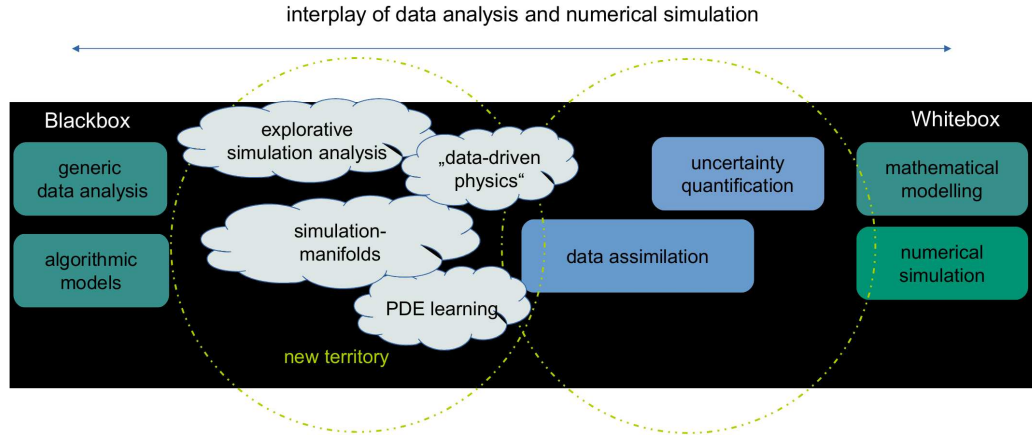 interplay of data analysis and numerical simulation
Blackbox
Whitebox
generic
data analysis
algorithmic
models
explorative
simulation analysis
„data-driven
physics“
simulation-
manifolds
PDE learning
new territory
uncertainty
quantification
data assimilation
mathematical
modelling
numerical
simulation